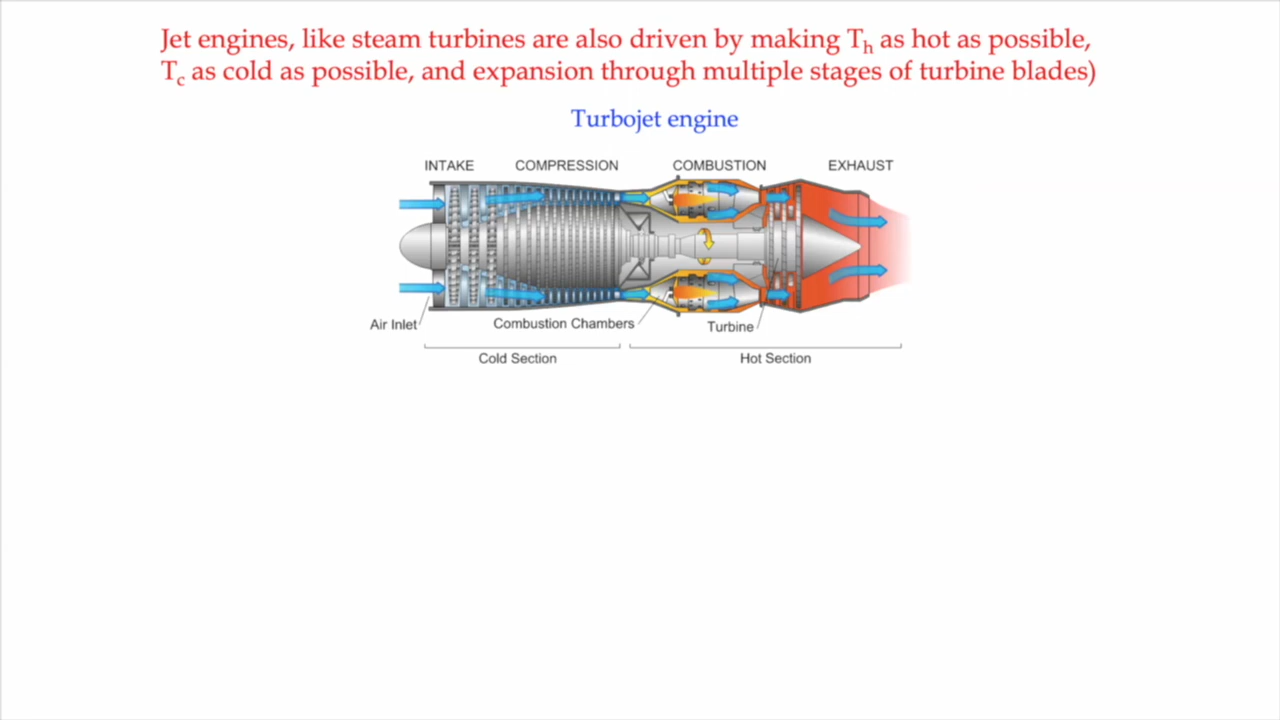 Jet engines, like steam turbines are also driven by making Th as hot as possible,
Tc as cold as possible, and expansion through multiple stages of turbine blades)
Turbojet engine
INTAKE COMPRESSION COMBUSTION EXHAUST
Air Inlet Combustion Chambers Turbine
Cold Section Hot Section